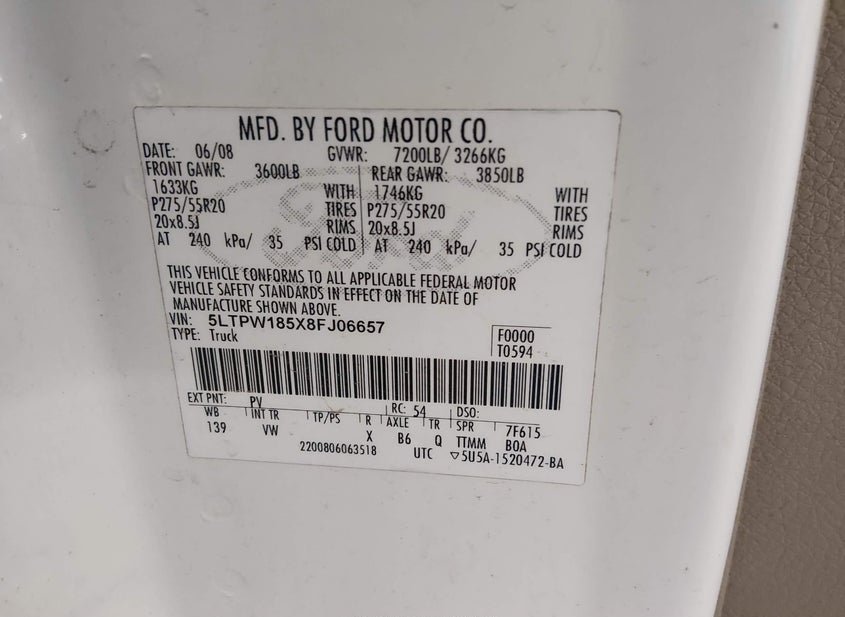 MFD. BY FORD MOTOR CO.
DATE: 06/08 GVWR: 7200LB/ 3266KG
FRONT GAWR: 3600LB REAR GAWR: 3850LB
1633KG WITH 1746KG WITH
P275/55R20 TIRES P275/55R20 TIRES
20x8.5J RIMS 20x8.5J RIMS
AT 240 kPa/ 35 PSI COLD AT 240 kPa/ 35 PSI COLD
Ford
THIS VEHICLE CONFORMS TO ALL APPLICABLE FEDERAL MOTOR
VEHICLE SAFETY STANDARDS IN EFFECT ON THE DATE OF
MANUFACTURE SHOWN ABOVE.
VIN: 5LTPW185X8FJ06657 F0000
TYPE: Truck T0594
EXT PNT: PV RC: 54 DSO:
WB INT TR TP/PS R AXLE TR SPR 7F615
139 VW X B6 Q TTMM BOA
2200806063518 UTC ▽5U5A-1520472-BA